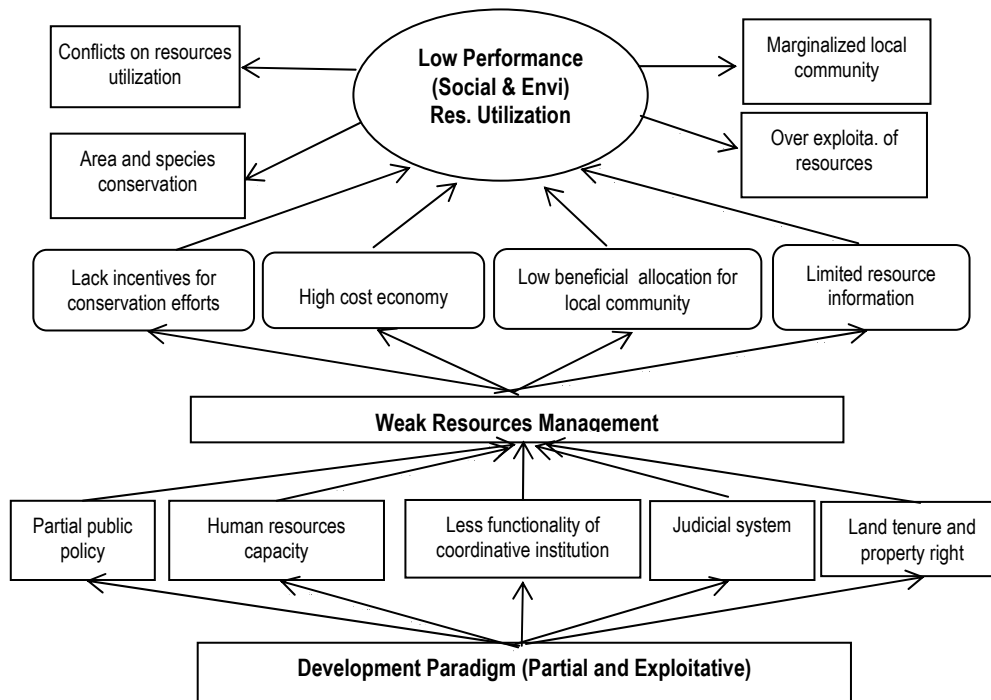 Conflicts on resources
utilization
Low Performance
(Social & Envi)
Res. Utilization
Marginalized local
community
Area and species
conservation
Over exploita. of
resources
Lack incentives for
conservation efforts
High cost economy
Low beneficial allocation for
local community
Limited resource
information
Weak Resources Management
Partial public
policy
Human resources
capacity
Less functionality of
coordinative institution
Judicial system
Land tenure and
property right
Development Paradigm (Partial and Exploitative)